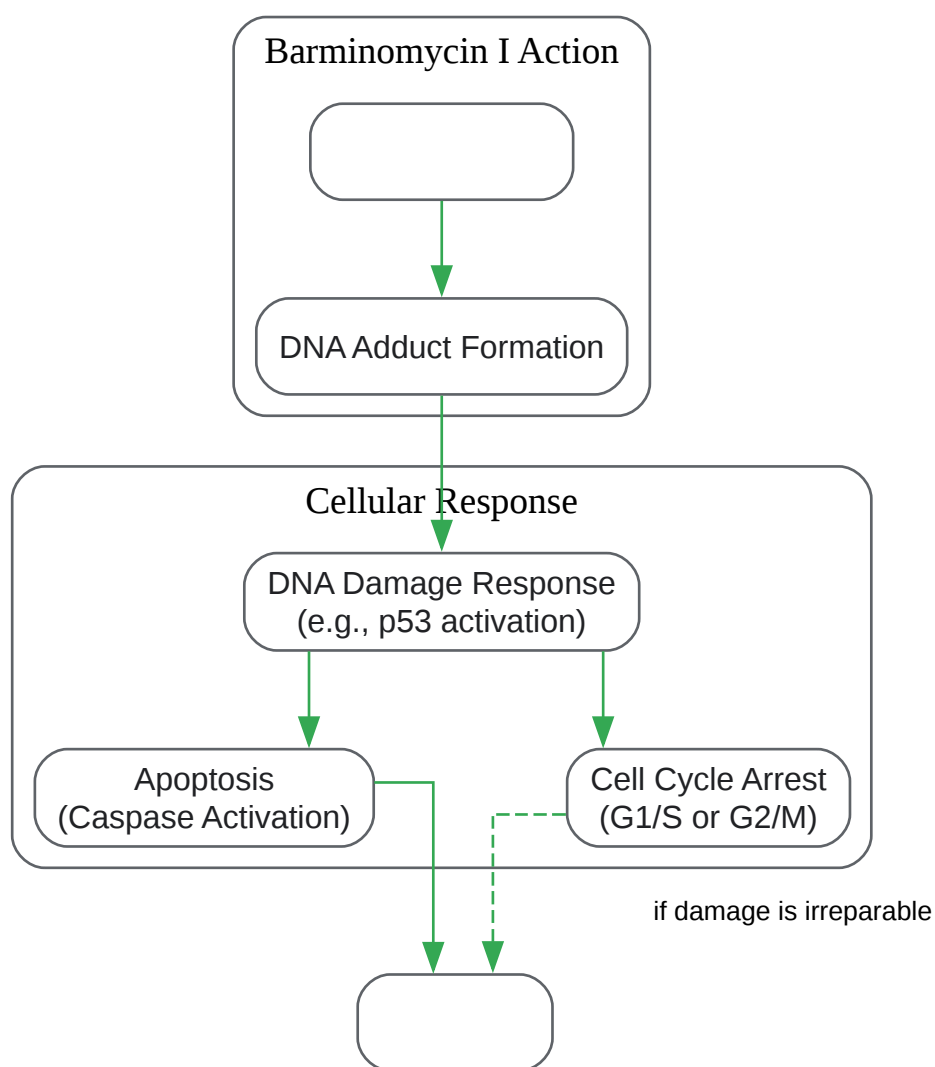 Barminomycin I Action
DNA Adduct Formation
Cellular Response
DNA Damage Response
(e.g., p53 activation)
Apoptosis
(Caspase Activation)
Cell Cycle Arrest
(G1/S or G2/M)
if damage is irreparable